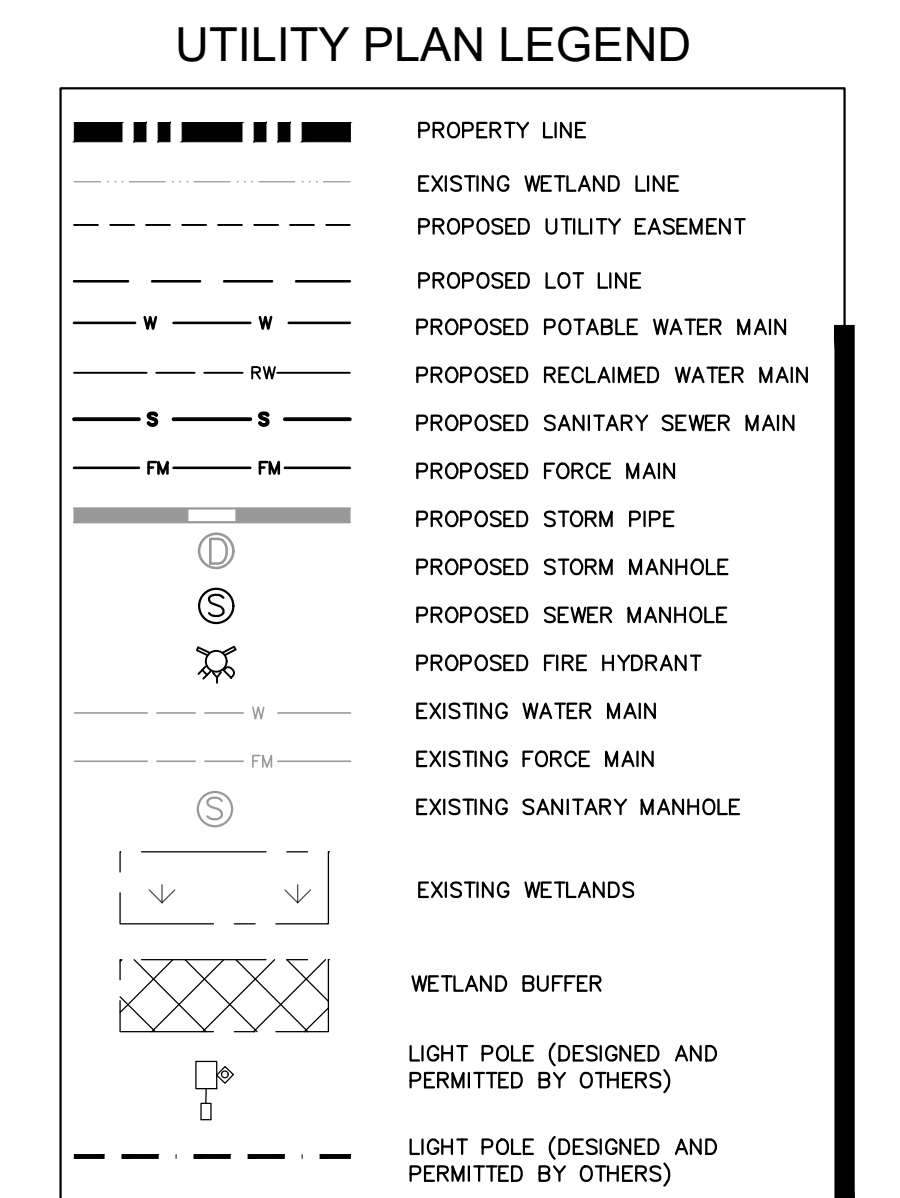 UTILITY PLAN LEGEND
PROPERTY LINE
EXISTING WETLAND LINE
PROPOSED UTILITY EASEMENT
PROPOSED LOT LINE
W W PROPOSED POTABLE WATER MAIN
RW PROPOSED RECLAIMED WATER MAIN
S S PROPOSED SANITARY SEWER MAIN
FM FM PROPOSED FORCE MAIN
PROPOSED STORM PIPE
D PROPOSED STORM MANHOLE
S PROPOSED SEWER MANHOLE
PROPOSED FIRE HYDRANT
W EXISTING WATER MAIN
FM EXISTING FORCE MAIN
S EXISTING SANITARY MANHOLE
EXISTING WETLANDS
WETLAND BUFFER
LIGHT POLE (DESIGNED AND
PERMITTED BY OTHERS)
LIGHT POLE (DESIGNED AND
PERMITTED BY OTHERS)